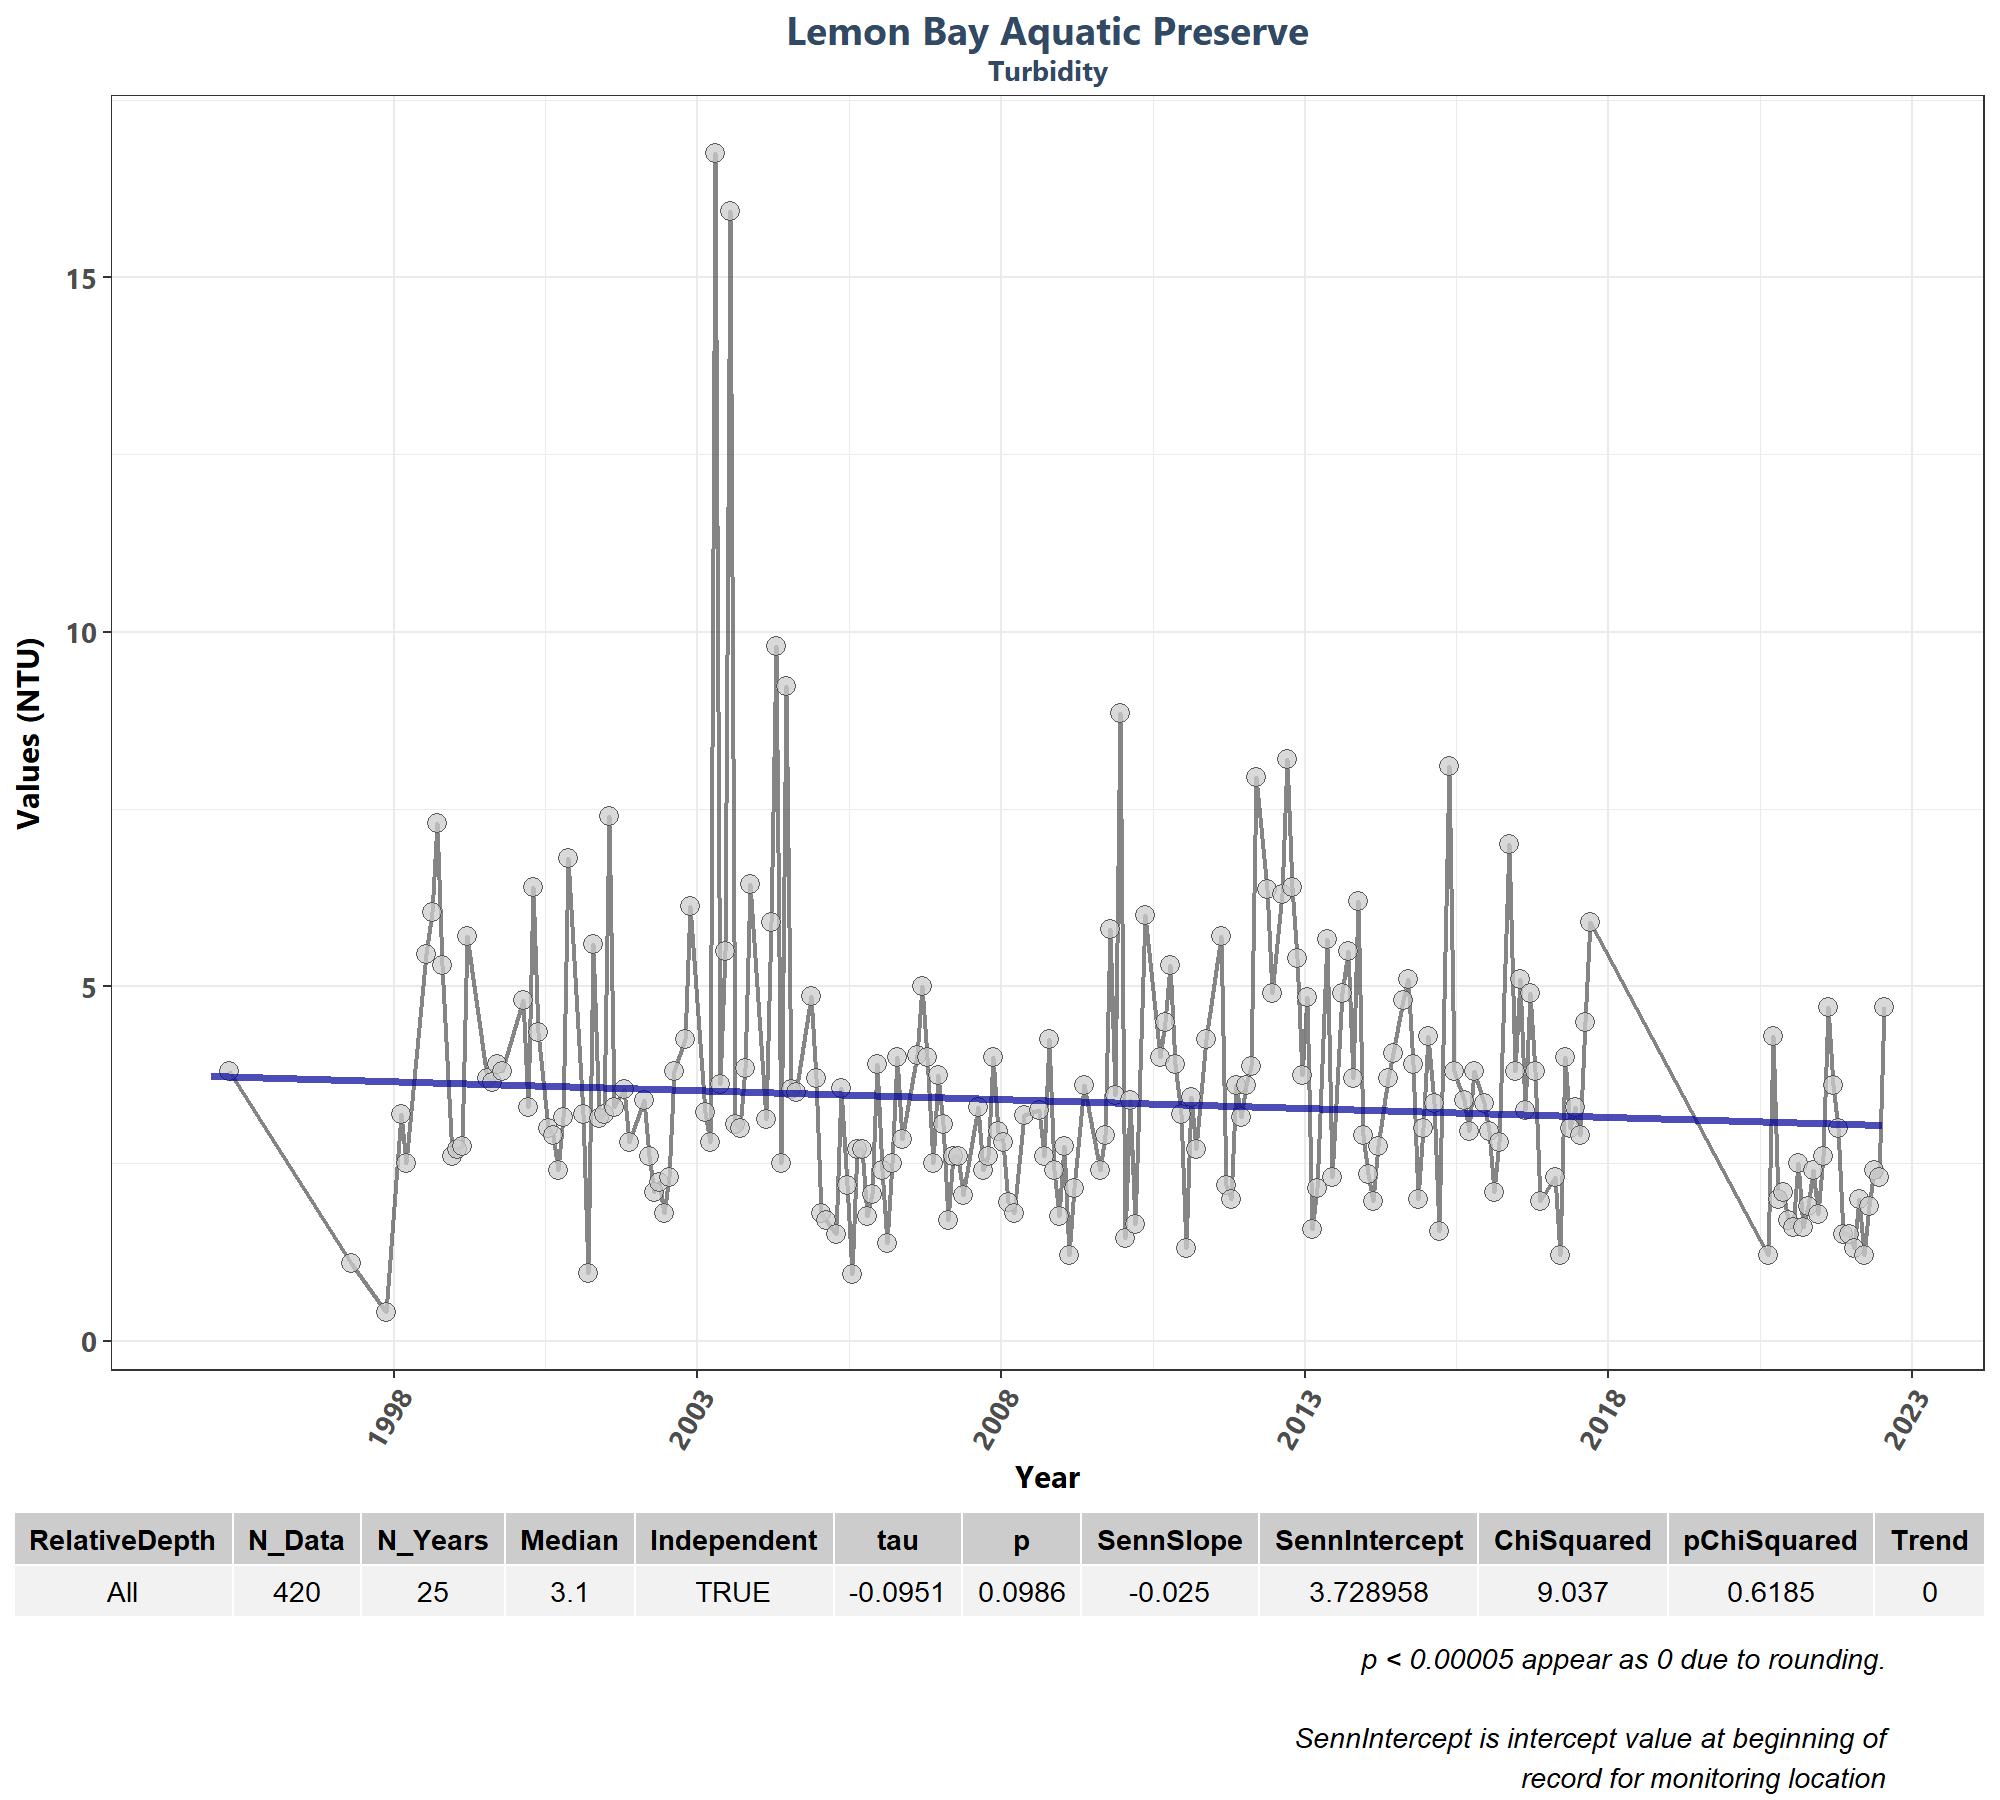 Lemon Bay Aquatic Preserve
Turbidity
Values (NTU)
15
10
5
0
1998 2003 2008 2013 2018 2023
Year
RelativeDepth N_Data N_Years Median Independent tau p SennSlope SennIntercept ChiSquared pChiSquared Trend
All 420 25 3.1 TRUE -0.0951 0.0986 -0.025 3.728958 9.037 0.6185 0
p < 0.00005 appear as 0 due to rounding.
SennIntercept is intercept value at beginning of
record for monitoring location